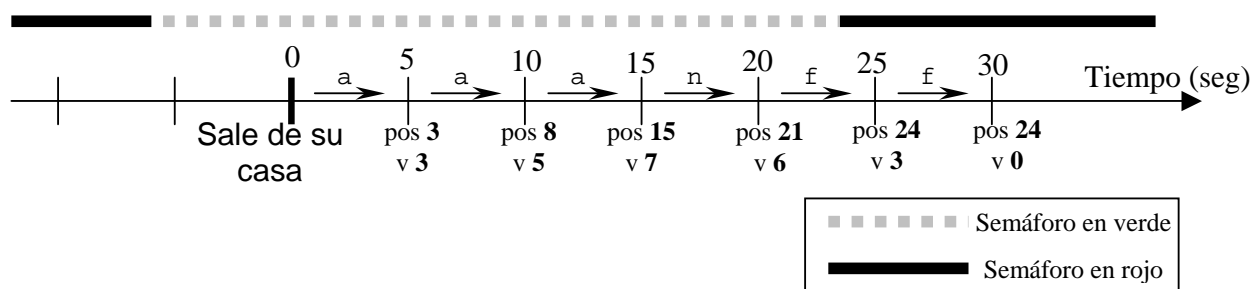 0 5 10 15 20 25 30 Tiempo (seg)
a a a n f f
Sale de su casa
pos 3 pos 8 pos 15 pos 21 pos 24 pos 24
v 3 v 5 v 7 v 6 v 3 v 0
Semáforo en verde
Semáforo en rojo